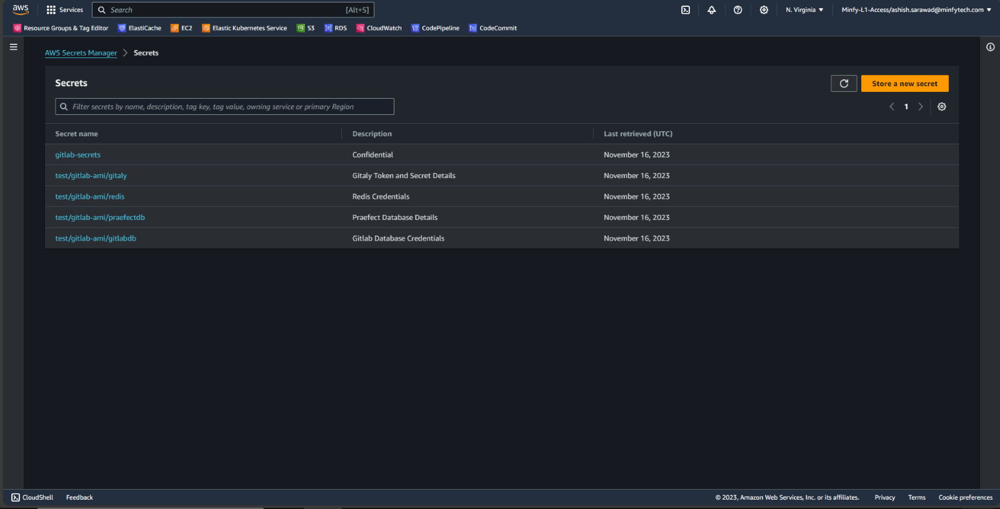 aws Services Search [Alt+S] N. Virginia Minfy-L1-Access/ashish.sarawad@minfytech.com
Resource Groups & Tag Editor ElastiCache EC2 Elastic Kubernetes Service S3 RDS CloudWatch CodePipeline CodeCommit
AWS Secrets Manager Secrets
Secrets
Store a new secret
Filter secrets by name, description, tag key, tag value, owning service or primary Region
1
Secret name Description Last retrieved (UTC)
gitlab-secrets Confidential November 16, 2023
test/gitlab-ami/gitaly Gitaly Token and Secret Details November 16, 2023
test/gitlab-ami/redis Redis Credentials November 16, 2023
test/gitlab-ami/praefectdb Praefect Database Details November 16, 2023
test/gitlab-ami/gitlabdb Gitlab Database Credentials November 16, 2023
CloudShell Feedback © 2023, Amazon Web Services, Inc. or its affiliates. Privacy Terms Cookie preferences